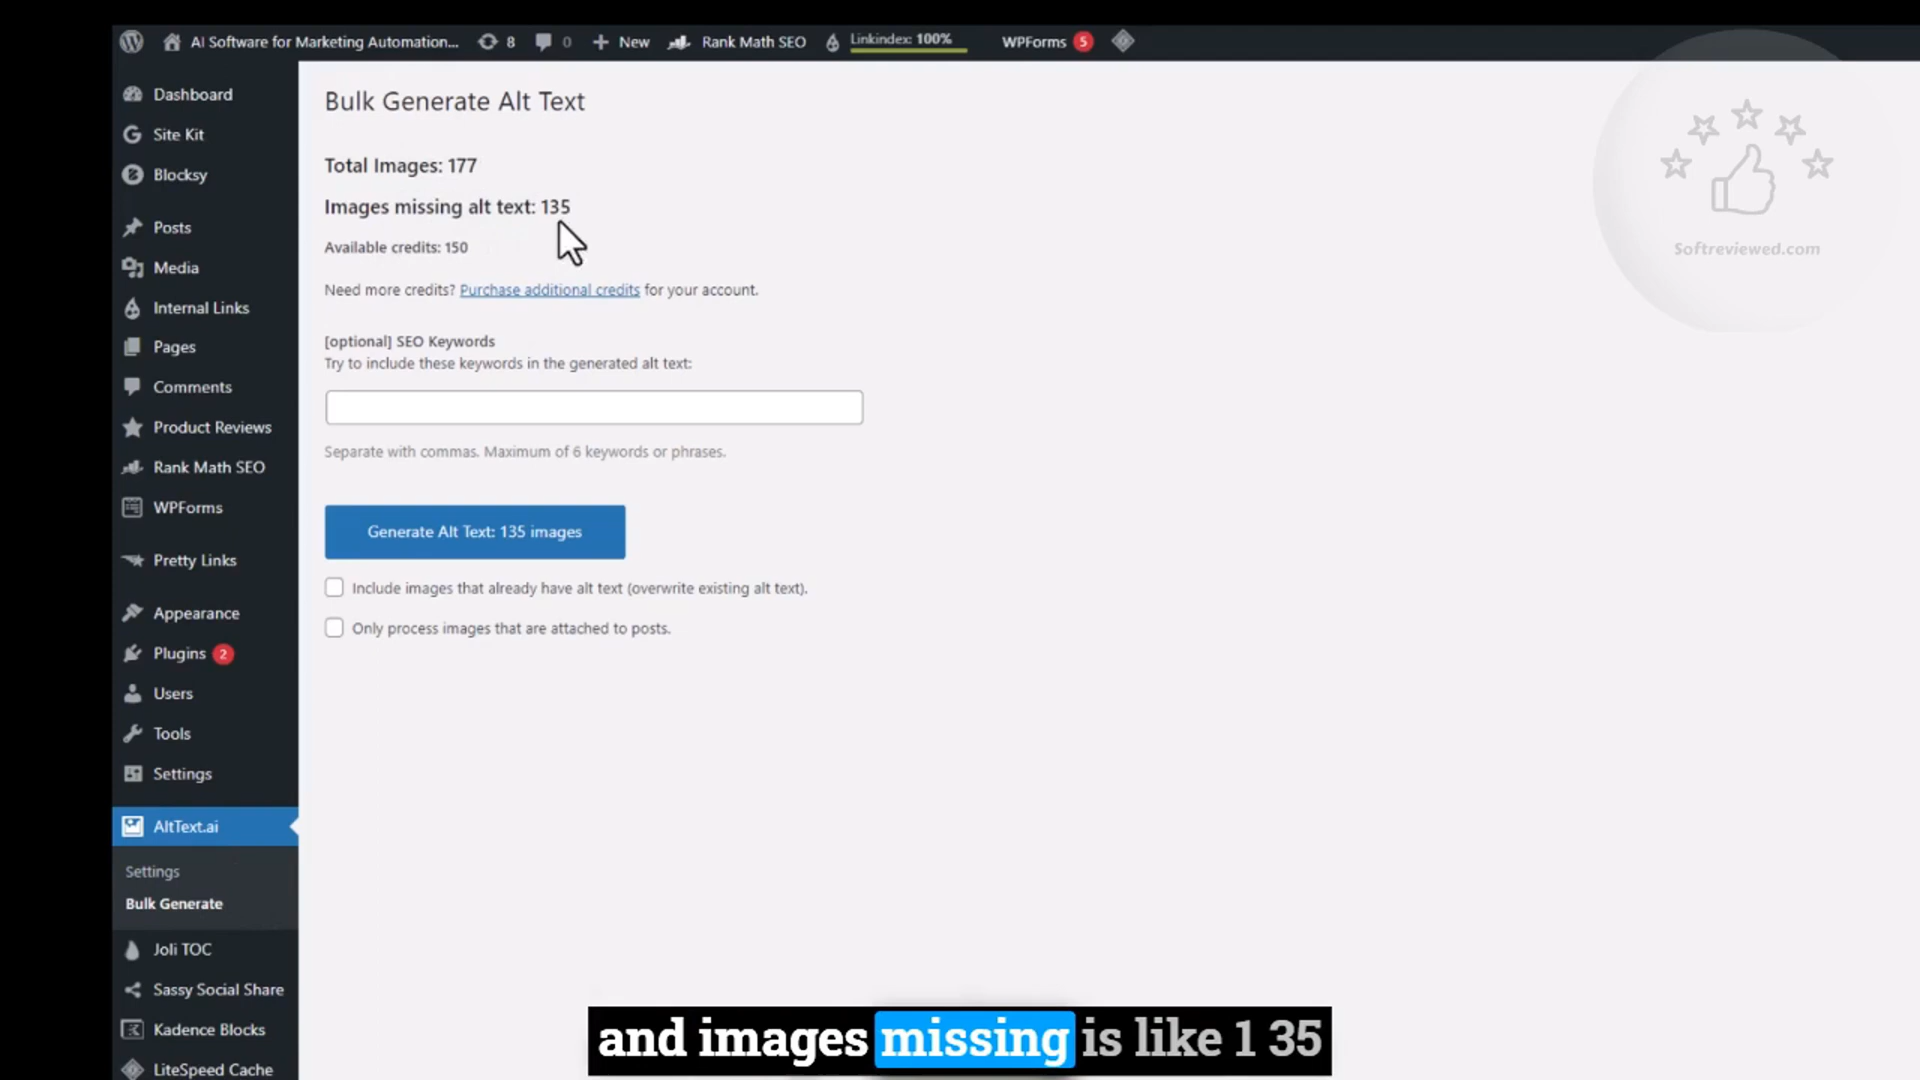 AI Software for Marketing Automation... 8 0 New Rank Math SEO Linkindex: 100% WPForms 5
Dashboard
Site Kit
Blocksy
Posts
Media
Internal Links
Pages
Comments
Product Reviews
Rank Math SEO
WPForms
Pretty Links
Appearance
Plugins 2
Users
Tools
Settings
AltText.ai
Settings
Bulk Generate
Joli TOC
Sassy Social Share
Kadence Blocks
LiteSpeed Cache
Bulk Generate Alt Text
Total Images: 177
Images missing alt text: 135
Available credits: 150
Need more credits? Purchase additional credits for your account.
[optional] SEO Keywords
Try to include these keywords in the generated alt text:
Separate with commas. Maximum of 6 keywords or phrases.
Generate Alt Text: 135 images
Include images that already have alt text (overwrite existing alt text).
Only process images that are attached to posts.
Softreviewed.com
and images missing is like 1 35